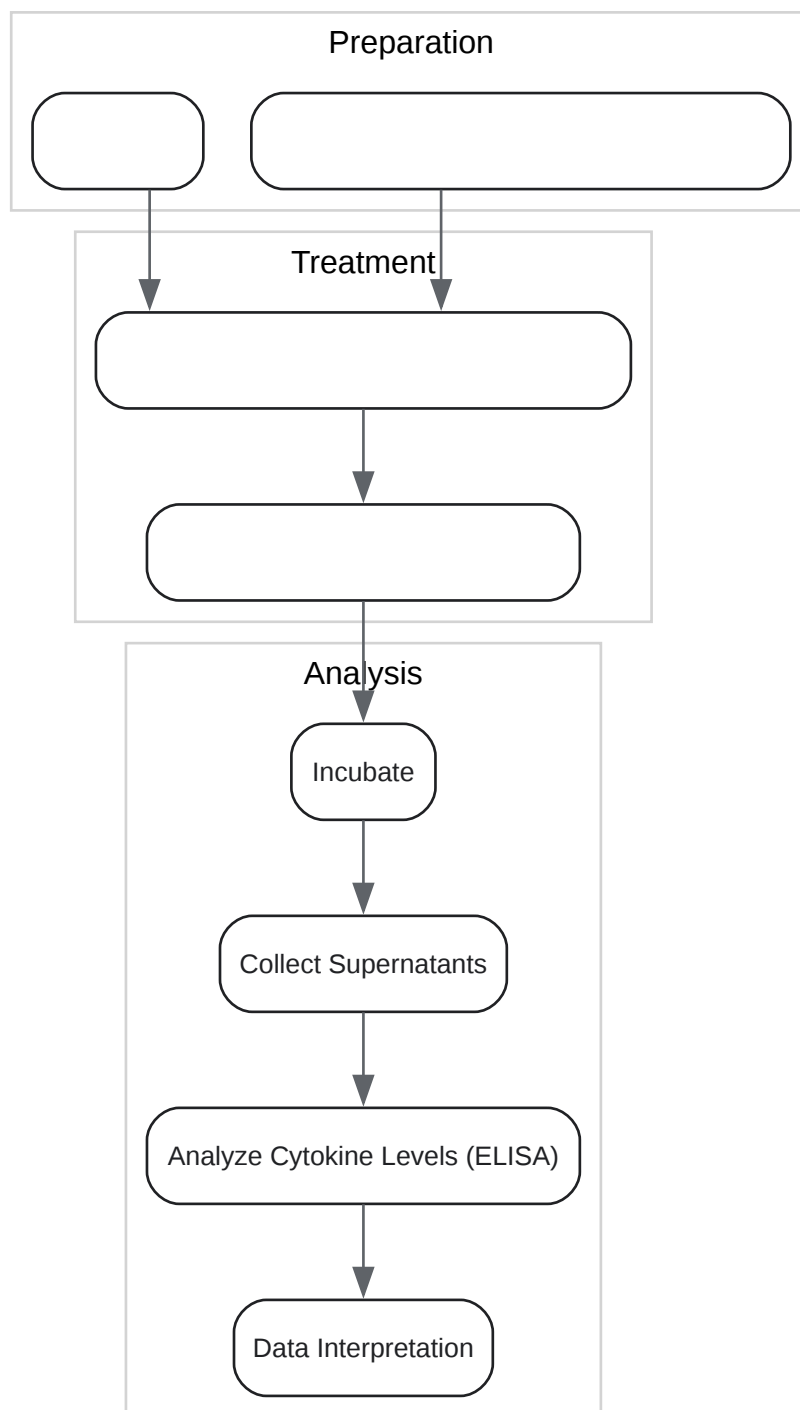 Preparation
Treatment
Analysis
Incubate
Collect Supernatants
Analyze Cytokine Levels (ELISA)
Data Interpretation